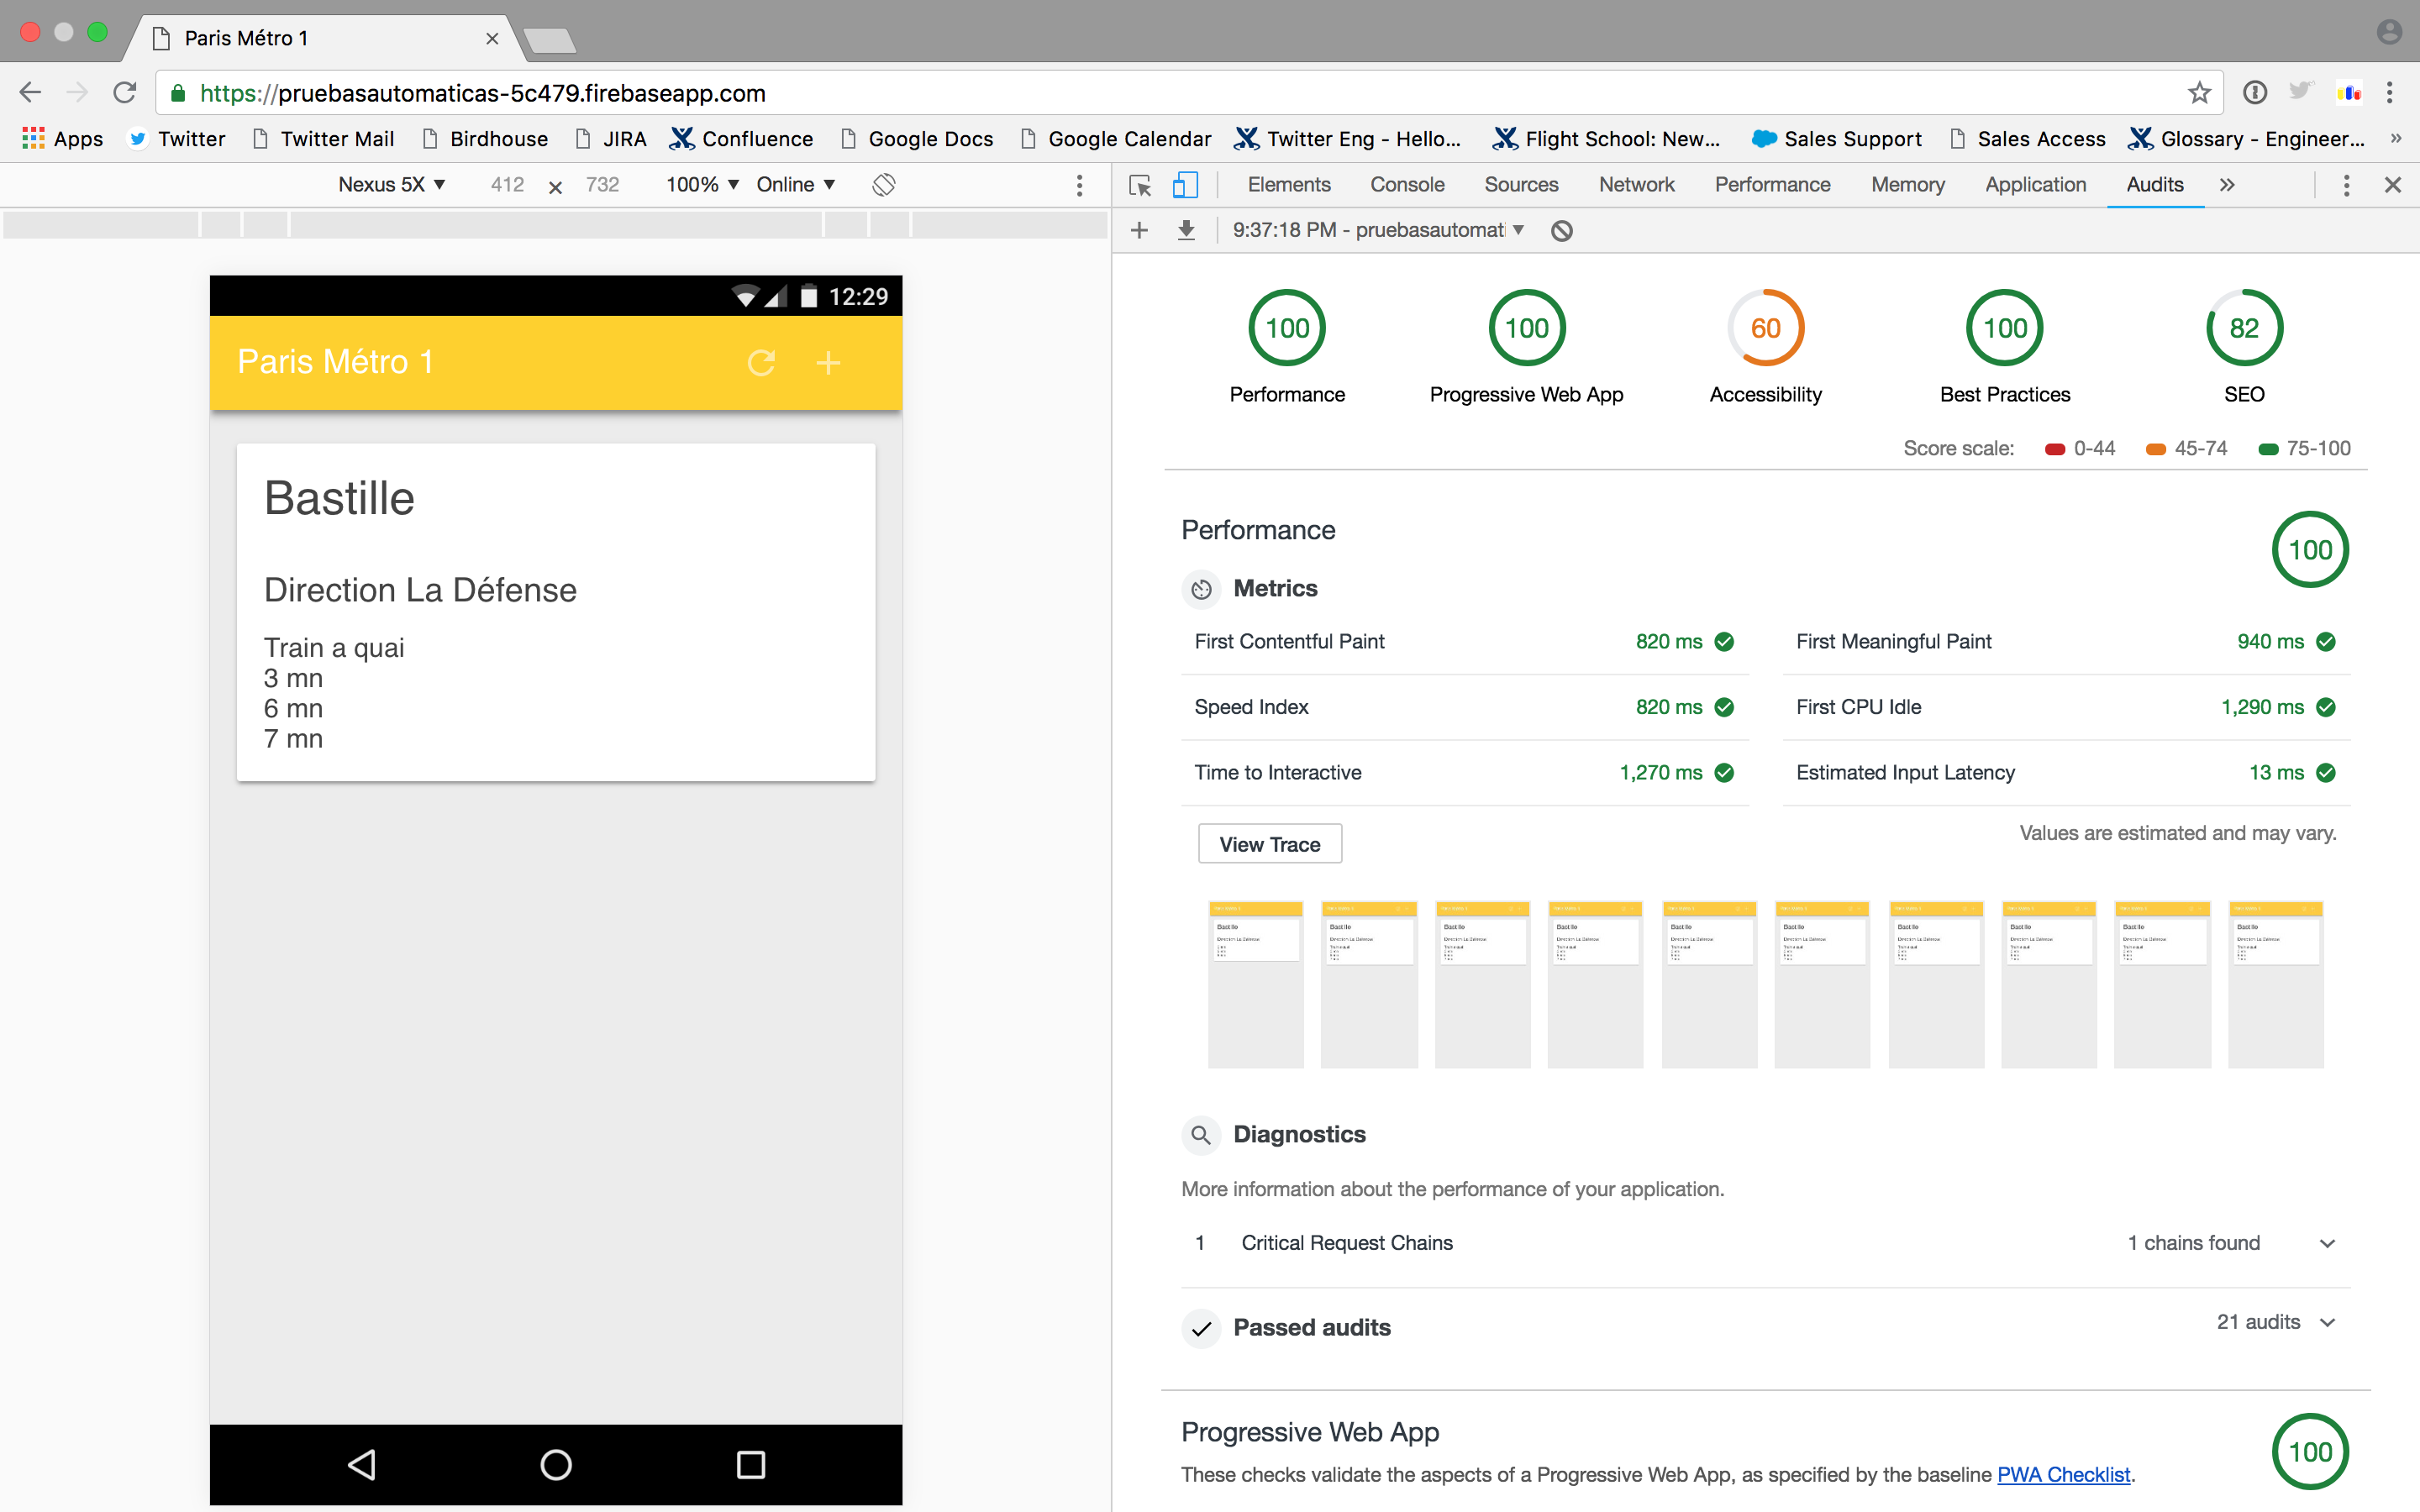 Paris Métro 1
https://pruebasautomaticas-5c479.firebaseapp.com
Apps Twitter Twitter Mail Birdhouse JIRA Confluence Google Docs Google Calendar Twitter Eng - Hello... Flight School: New... Sales Support Sales Access Glossary - Engineer... »
Nexus 5X ▼ 412 × 732 100% ▼ Online ▼
Elements Console Sources Network Performance Memory Application Audits »
9:37:18 PM - pruebasautomati ▼
12:29
Paris Métro 1
Bastille
Direction La Défense
Train a quai
3 mn
6 mn
7 mn
100 100 60 100 82
Performance Progressive Web App Accessibility Best Practices SEO
Score scale: 0-44 45-74 75-100
Performance 100
Metrics
First Contentful Paint 820 ms First Meaningful Paint 940 ms
Speed Index 820 ms First CPU Idle 1,290 ms
Time to Interactive 1,270 ms Estimated Input Latency 13 ms
View Trace Values are estimated and may vary.
Diagnostics
More information about the performance of your application.
1 Critical Request Chains 1 chains found
Passed audits 21 audits
Progressive Web App 100
These checks validate the aspects of a Progressive Web App, as specified by the baseline PWA Checklist.